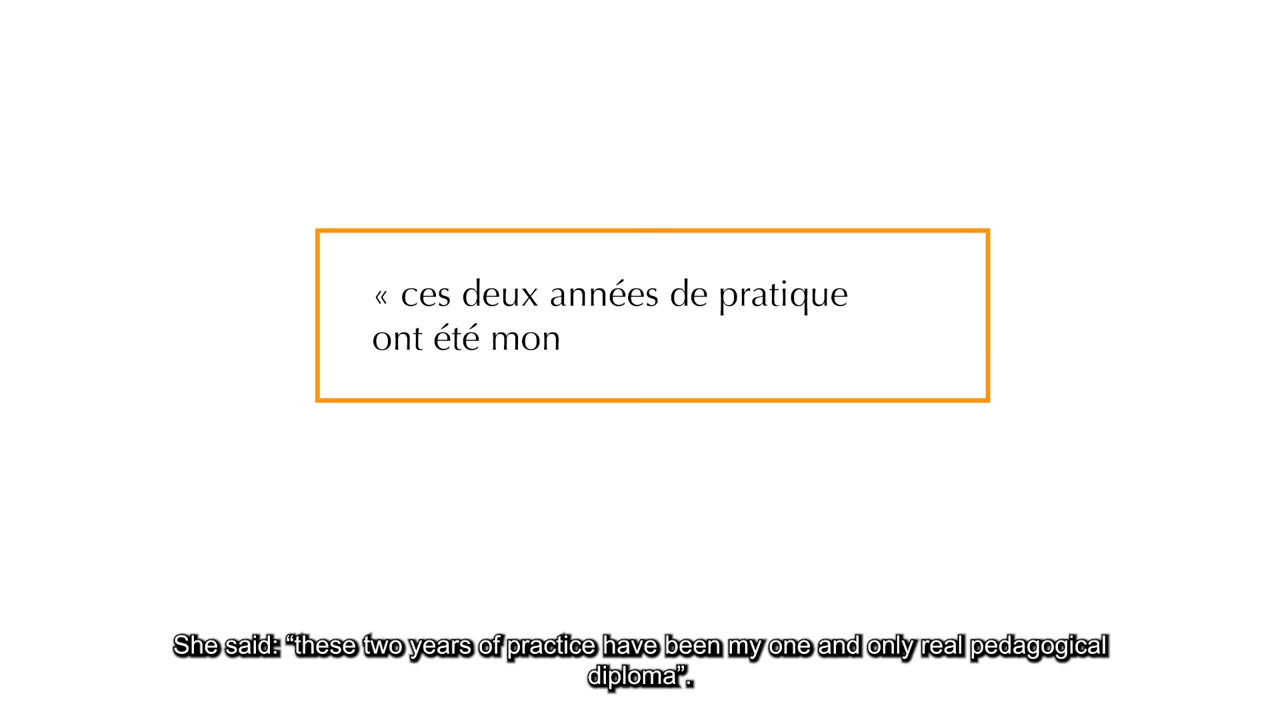 « ces deux années de pratique
ont été mon
She said: “these two years of practice have been my one and only real pedagogical
diploma”.